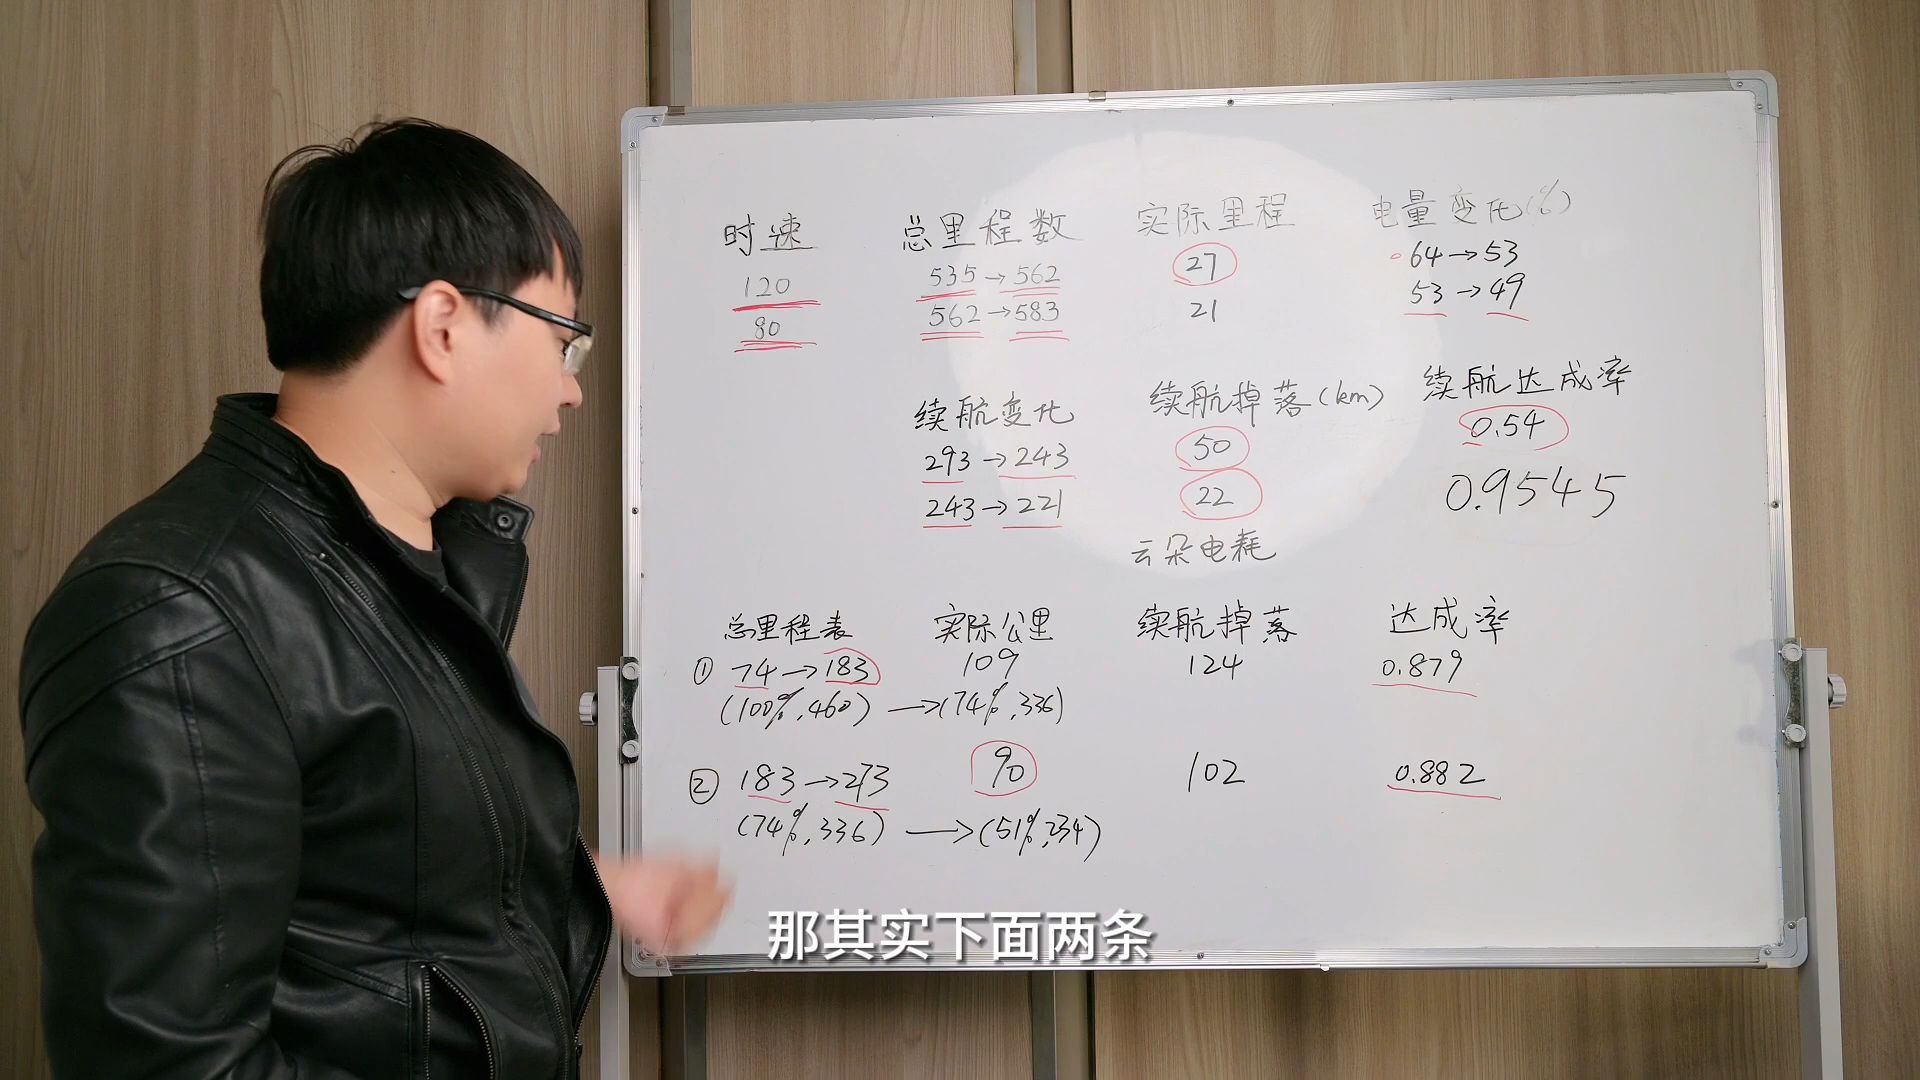 时速 总里程数 实际里程 电量变化(%)
120 535→562 27 64→53
80 562→583 21 53→49
续航变化 续航掉落(km) 续航达成率
293→243 50 0.54
243→221 22 0.9545
云朵电耗
总里程表 实际公里 续航掉落 达成率
① 74→183 109 124 0.879
(100%,460)→(74%,336)
② 183→273 90 102 0.882
(74%,336)→(51%,234)
那其实下面两条